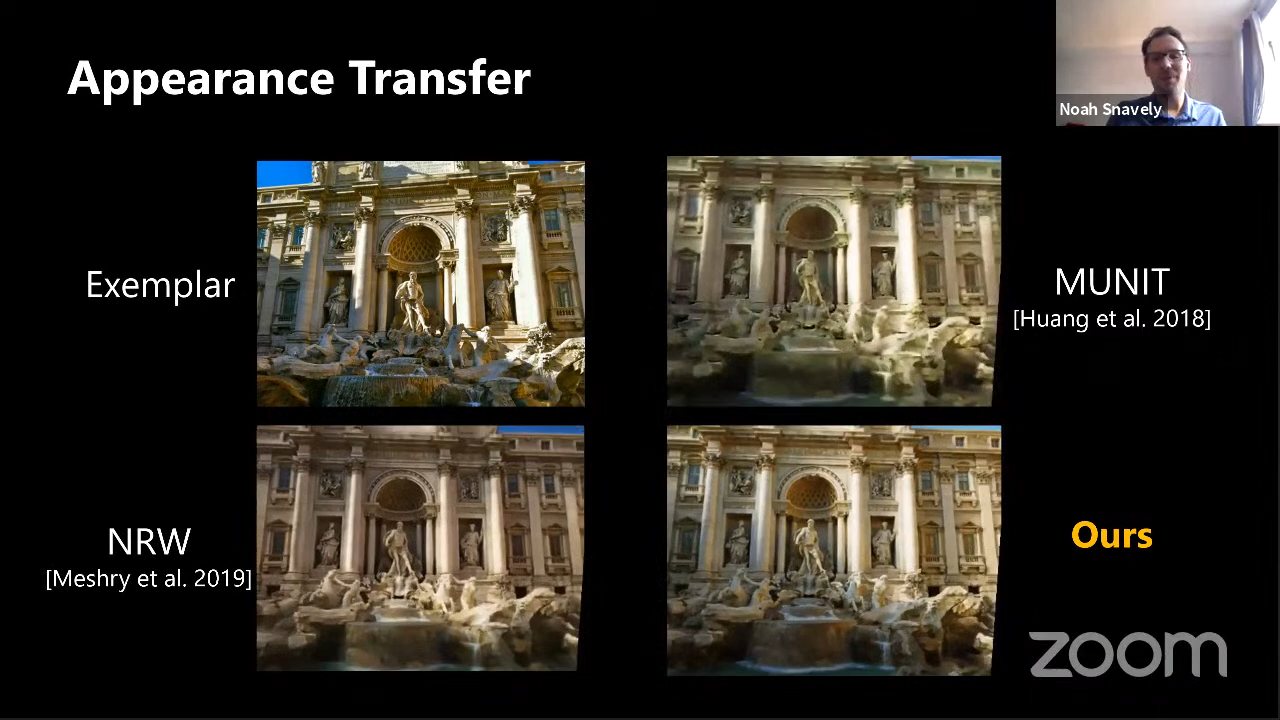 Appearance Transfer
Noah Snavely
Exemplar
MUNIT
[Huang et al. 2018]
NRW
[Meshry et al. 2019]
Ours
zoom